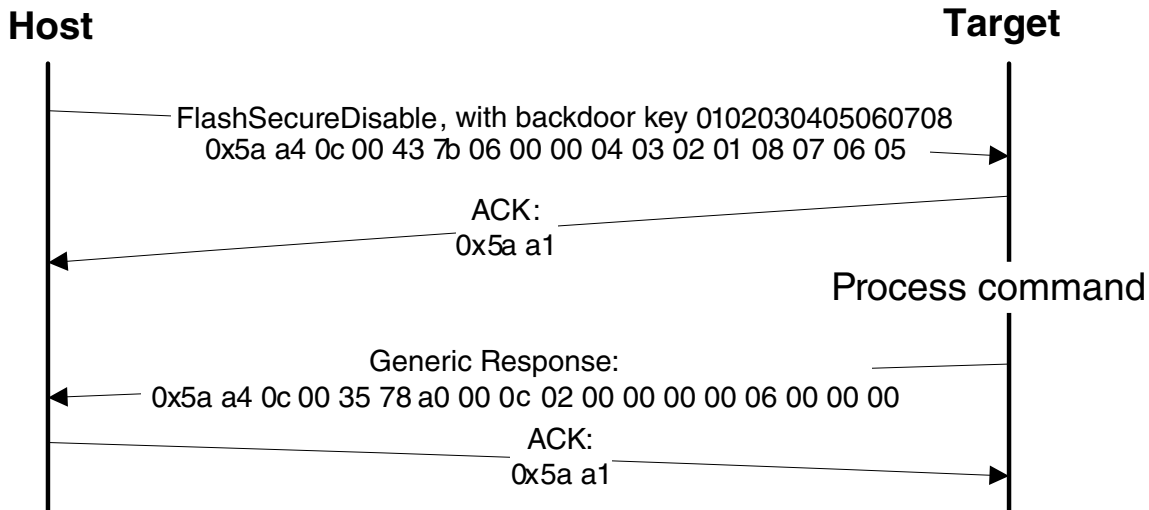 Host
Target
FlashSecureDisable, with backdoor key 0102030405060708
0x5a a4 0c 00 43 7b 06 00 00 04 03 02 01 08 07 06 05
ACK:
0x5a a1
Process command
Generic Response:
0x5a a4 0c 00 35 78 a0 00 0c 02 00 00 00 00 06 00 00 00
ACK:
0x5a a1